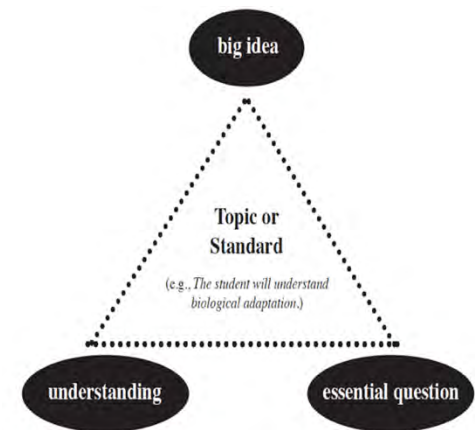 big idea
Topic or
Standard
(e.g., The student will understand
biological adaptation.)
understanding
essential question